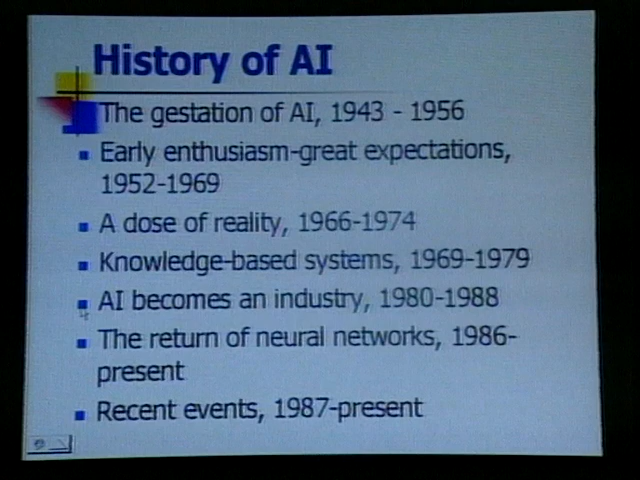 History of AI
The gestation of AI, 1943 - 1956
Early enthusiasm-great expectations,
1952-1969
A dose of reality, 1966-1974
Knowledge-based systems, 1969-1979
AI becomes an industry, 1980-1988
The return of neural networks, 1986-
present
Recent events, 1987-present